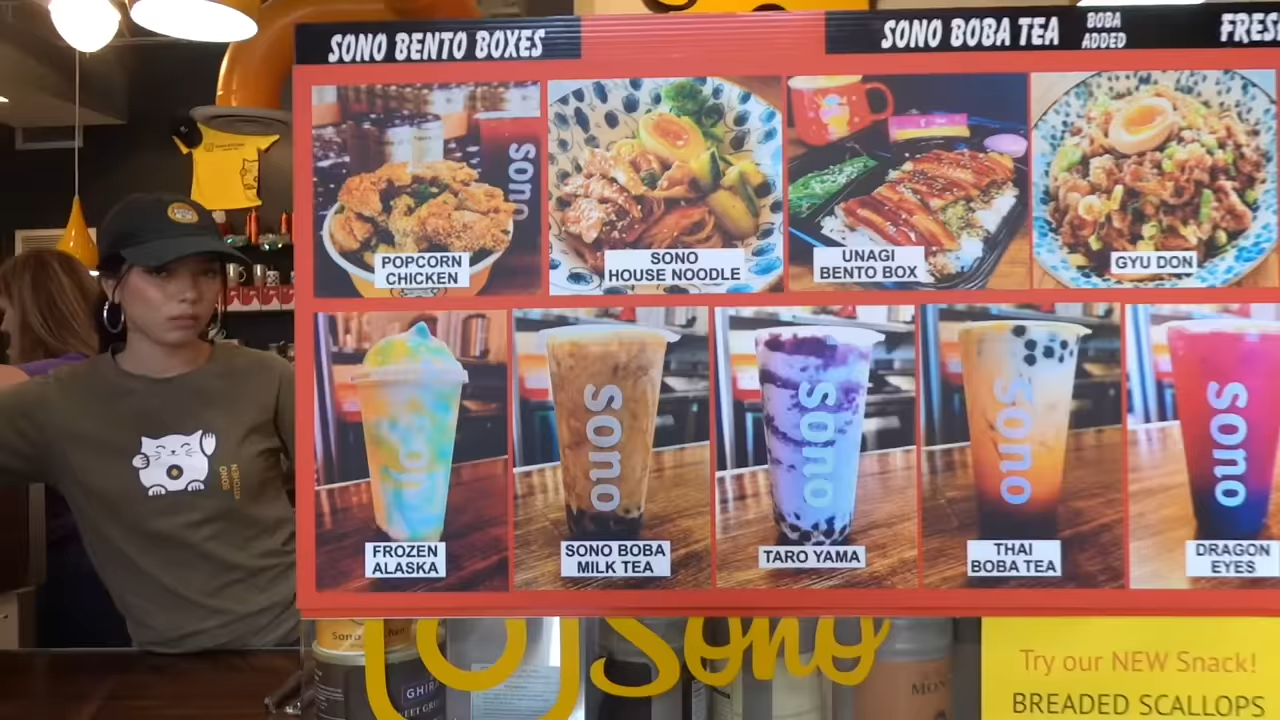 SONO BENTO BOXES
SONO BOBA TEA
BOBA
ADDED
sono
POPCORN
CHICKEN
SONO
HOUSE NOODLE
UNAGI
BENTO BOX
GYU DON
SONO
KITCHEN
sono
sono
sono
sono
FROZEN
ALASKA
SONO BOBA
MILK TEA
TARO YAMA
THAI
BOBA TEA
DRAGON
EYES
Sono
Sono
Try our NEW Snack!
BREADED SCALLOPS